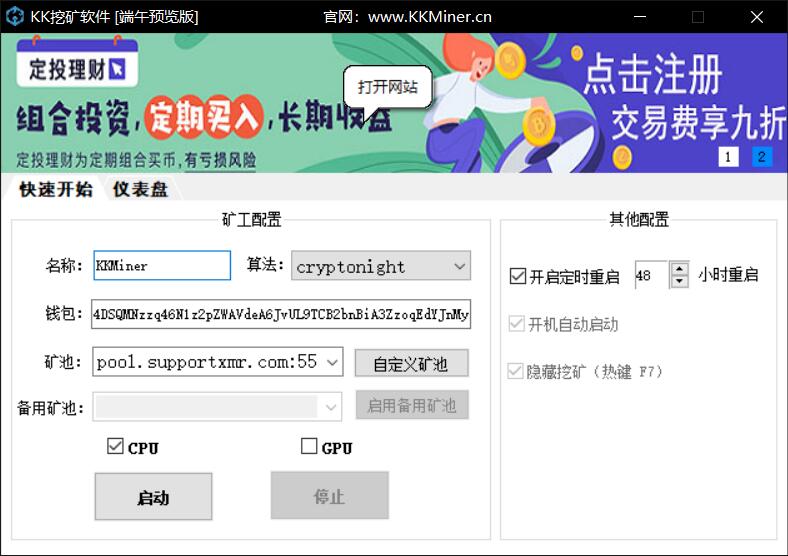 KK挖矿软件 [端午预览版] 官网：www.KKMiner.cn
定投理财
打开网站
点击注册
组合投资，定期买入，长期收益
交易费享九折
定投理财为定期组合买币,有亏损风险
1 2
快速开始 仪表盘
矿工配置
名称： KKMiner 算法： cryptonight
钱包： 4DSQMNzzq46N1z2pZWAVdeA6JvUL9TCB2bnBiA3ZzoqEdYJnMy
矿池： pool.supportxmr.com:55 自定义矿池
备用矿池： 启用备用矿池
CPU GPU
启动 停止
其他配置
开启定时重启 48 小时重启
开机自动启动
隐藏挖矿（热键 F7）